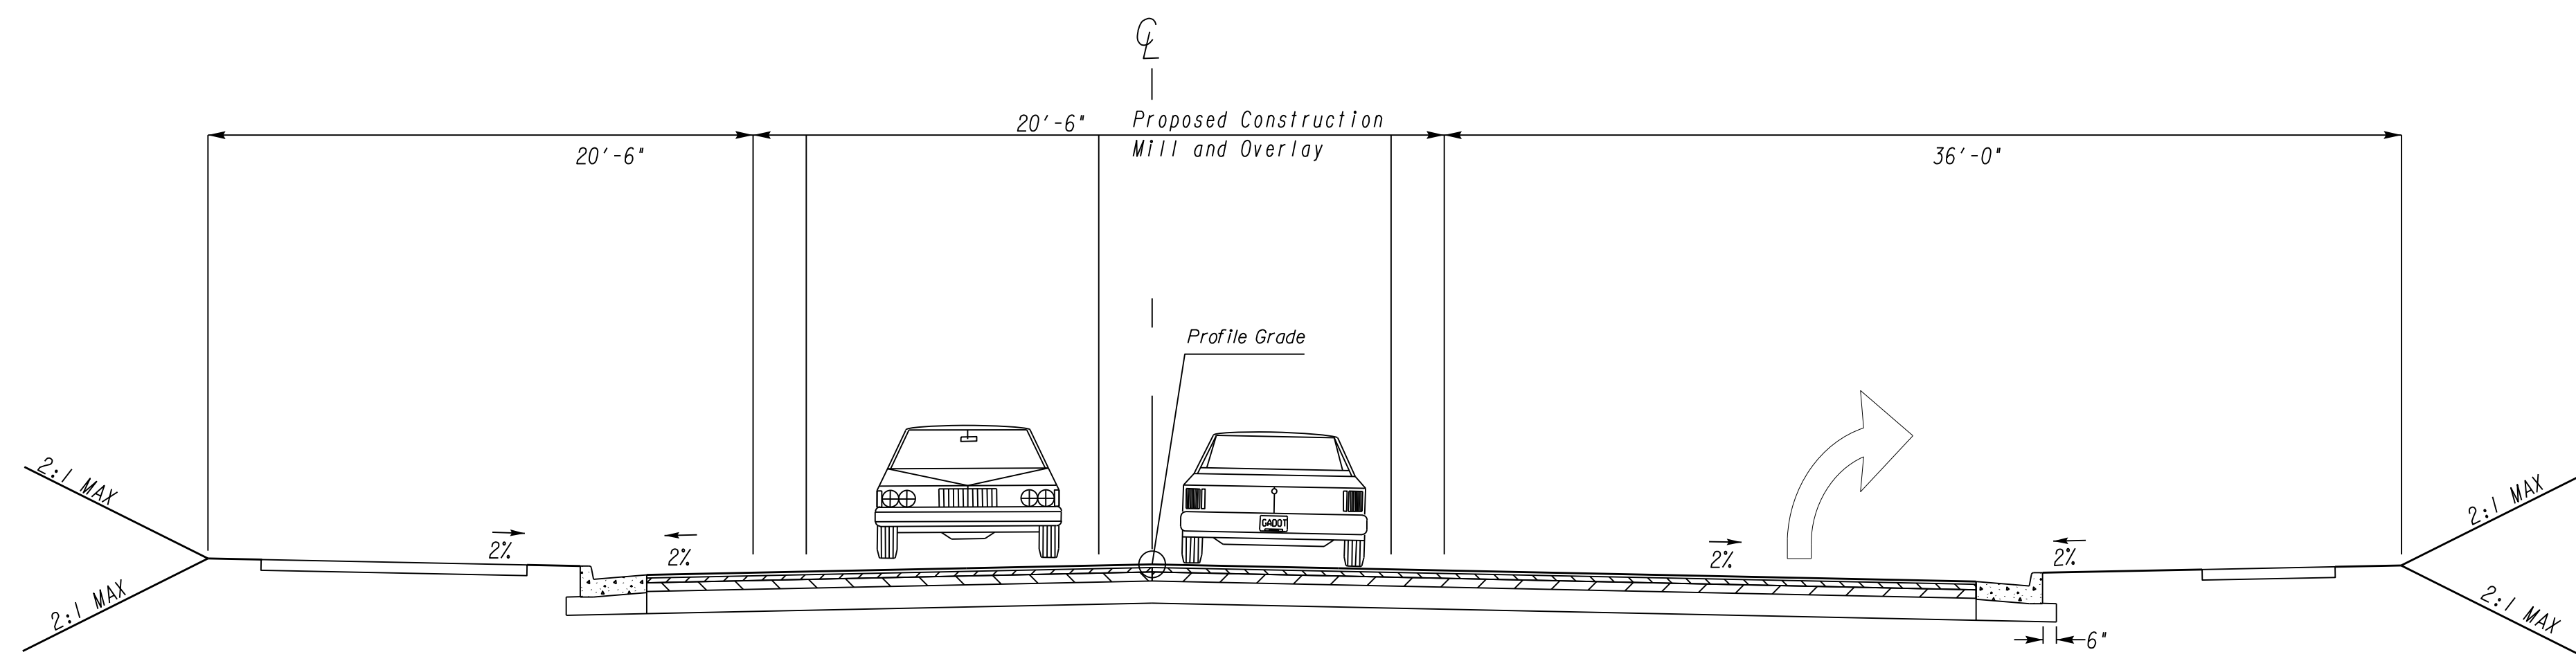 CL
20'-6" Proposed Construction
Mill and Overlay
20'-6"
36'-0"
Profile Grade
2:1 MAX
2:1 MAX
2%
2%
GADOT
2%
2%
2:1 MAX
2:1 MAX
6"